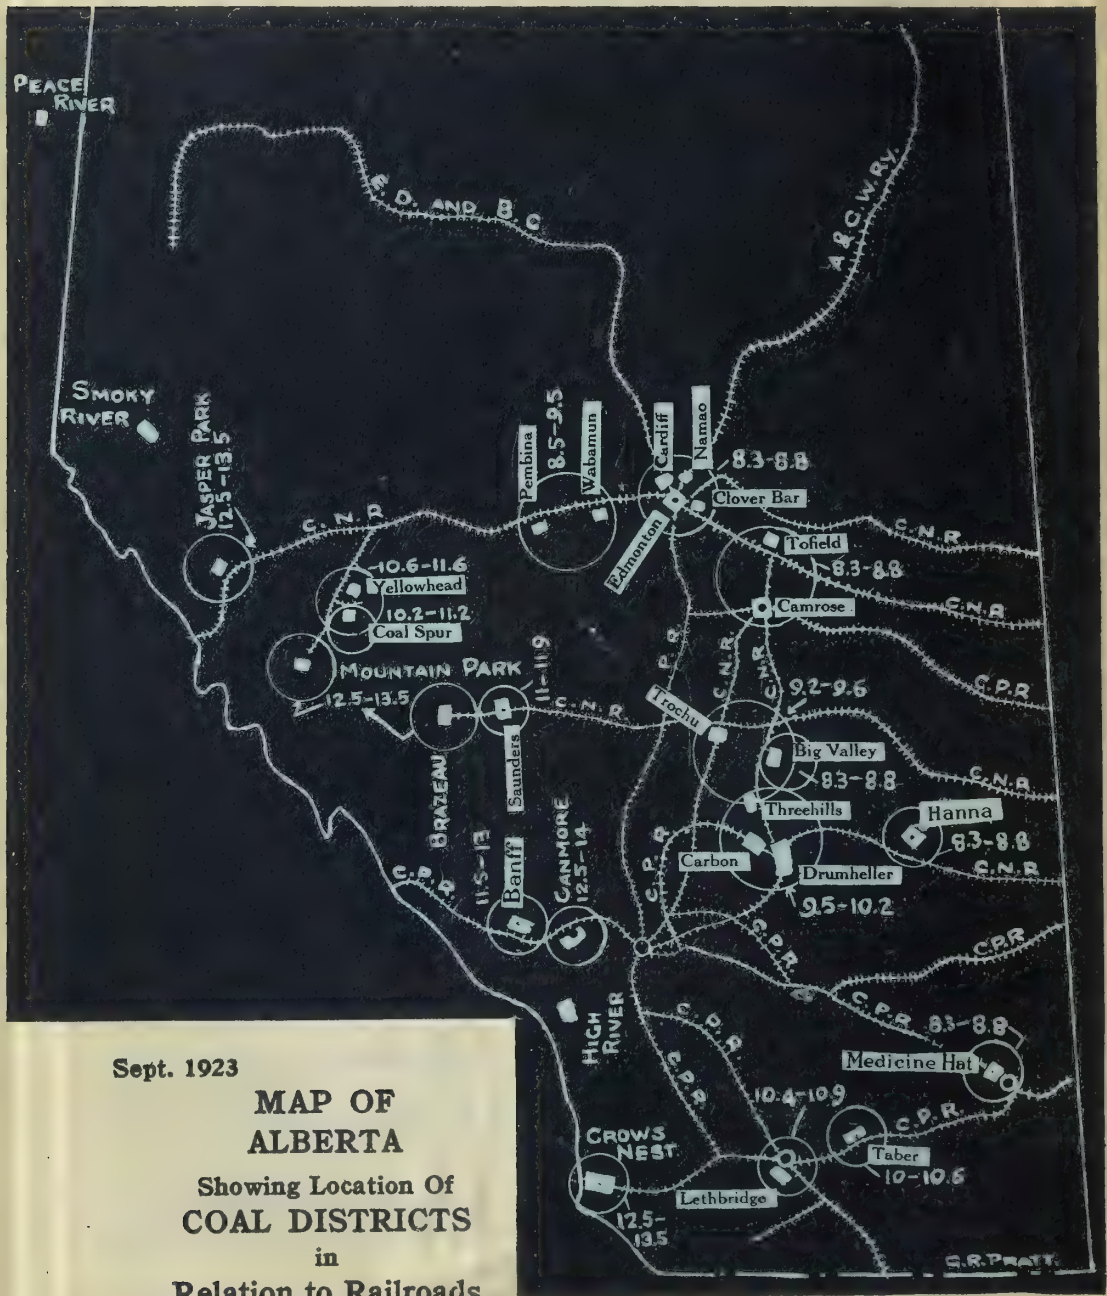 PEACE
RIVER
E. D. AND B. C
A & G. W. RY.
SMOKY
RIVER
JASPER PARK
12.5-13.5
C. N. R
Pembina
8.5-9.5
Wabamun
Cardiff
Namao
8.3-8.8
Clover Bar
Edmonton
C. N. R
Tofield
8.3-8.8
C. N. R
Camrose
10.6-11.6
Yellowhead
10.2-11.2
Coal Spur
MOUNTAIN PARK
12.5-13.5
11-11.9
C. N. R
C. P. R
C. N. R
C. N. R
C. P. R
Trochu
9.2-9.6
Big Valley
8.3-8.8
C. N. R
BRAZEAU
Saunders
Threehills
Hanna
8.3-8.8
Carbon
Drumheller
C. N. R
9.5-10.2
C. P. R
C. P. R
11.5-13
Banff
CANMORE
12.5-14
C. P. R.
C. P. R
HIGH
RIVER
C. P. R
C. P. R
C. P. R
8.3-8.8
Medicine Hat
10.4-10.9
C. P. R.
Taber
10-10.6
CROWS
NEST
Lethbridge
12.5-
13.5
G. R. PRATT.
Sept. 1923
MAP OF
ALBERTA
Showing Location Of
COAL DISTRICTS
in
Relation to Railroads